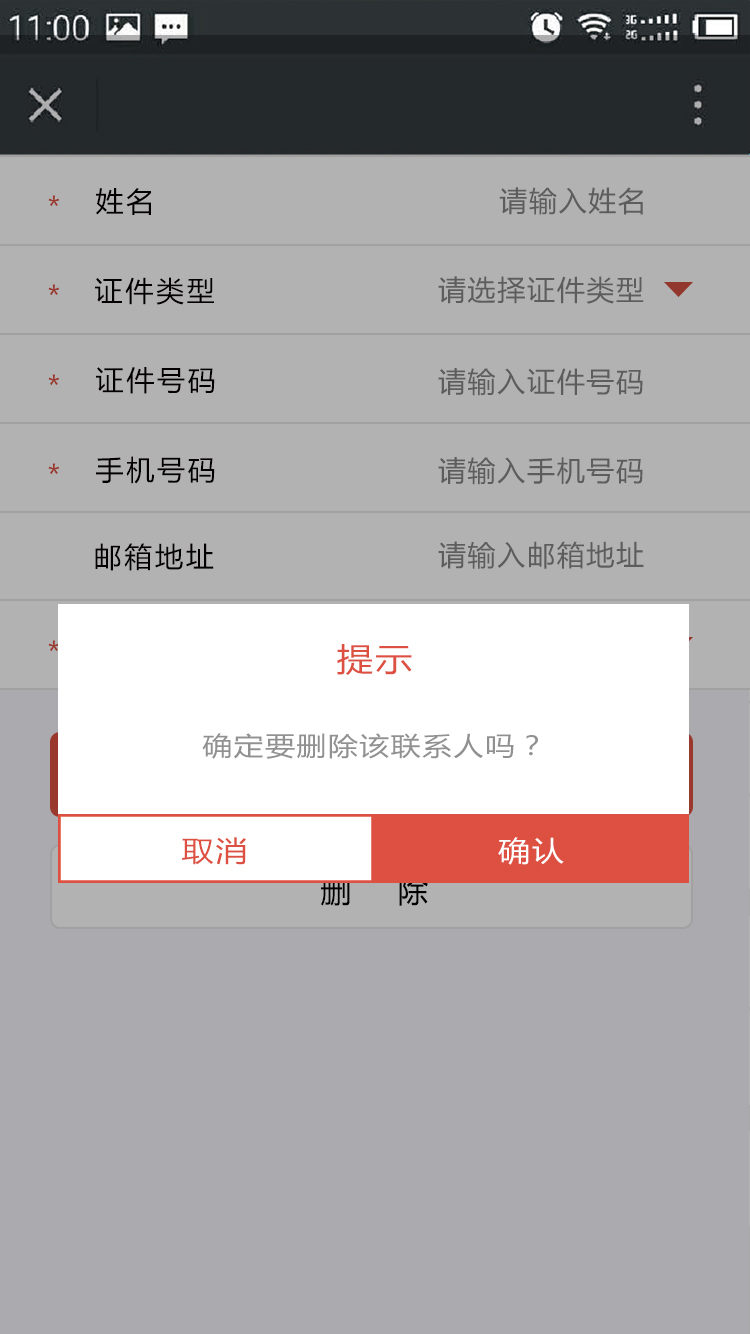 11:00 3G 2G
* 姓名 请输入姓名
* 证件类型 请选择证件类型
* 证件号码 请输入证件号码
* 手机号码 请输入手机号码
邮箱地址 请输入邮箱地址
*
提示
确定要删除该联系人吗？
取消 确认
删 除